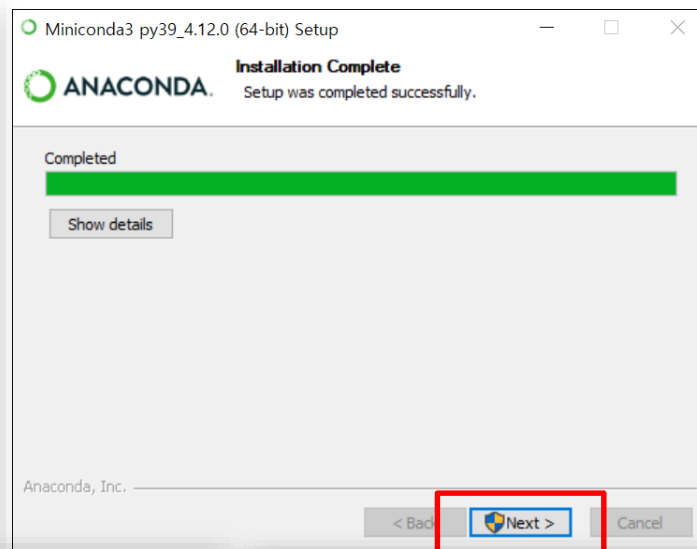 Miniconda3 py39_4.12.0 (64-bit) Setup
ANACONDA.
Installation Complete
Setup was completed successfully.
Completed
Show details
Anaconda, Inc.
< Back
Next >
Cancel